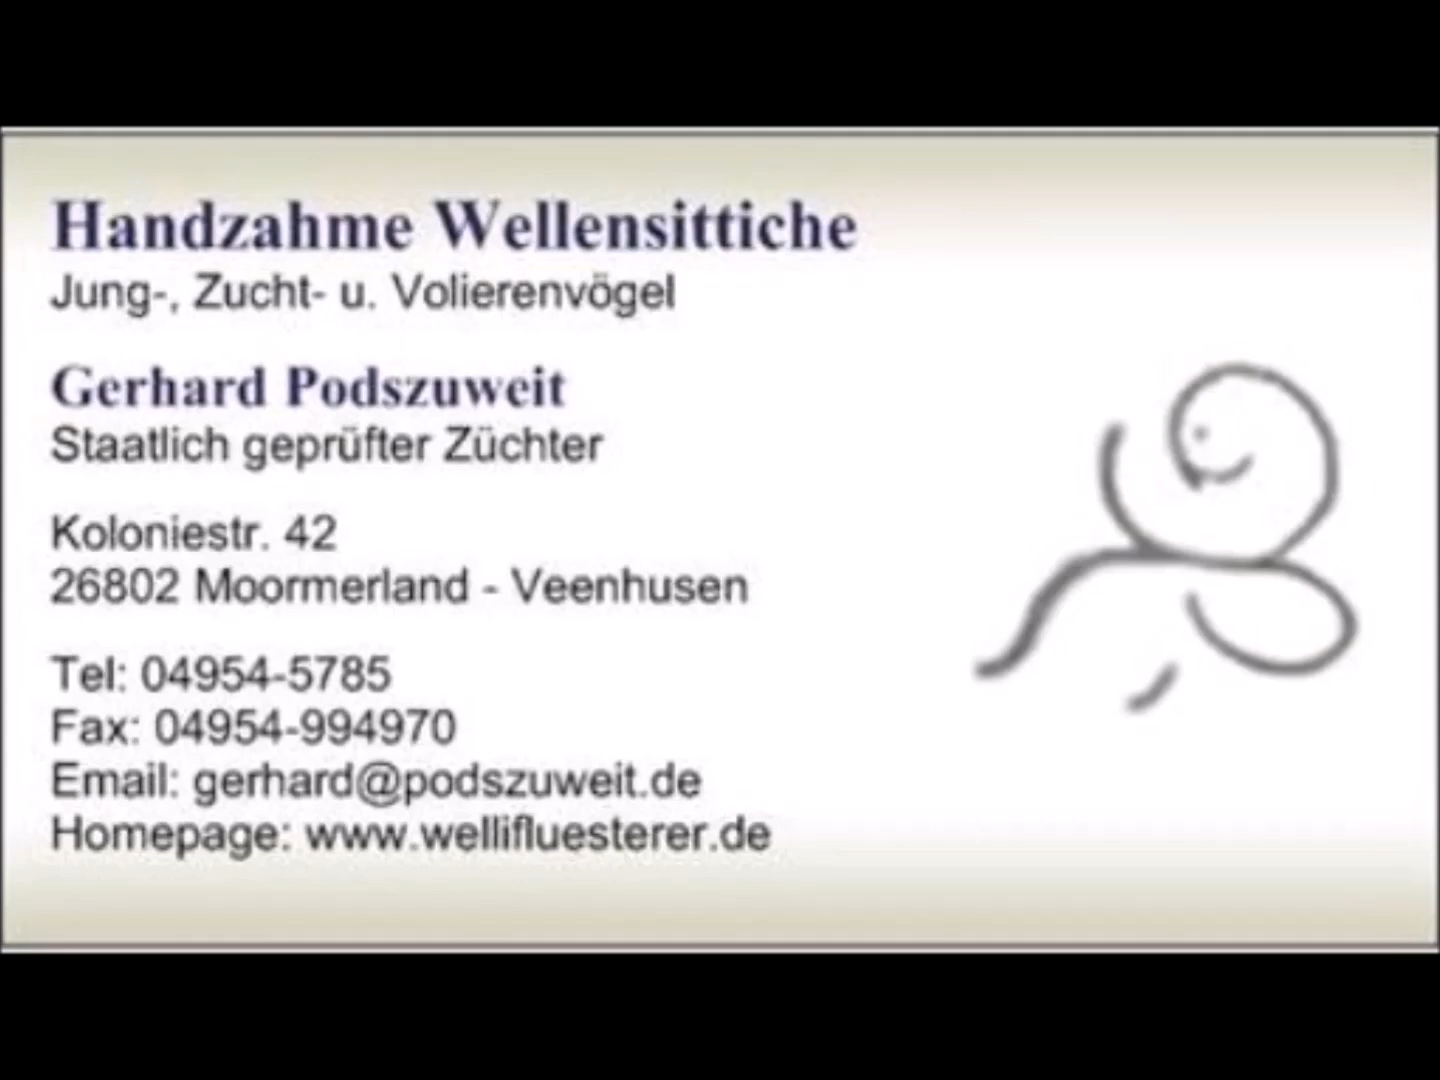 Handzahme Wellensittiche
Jung-, Zucht- u. Volierenvögel
Gerhard Podszuweit
Staatlich geprüfter Züchter
Koloniestr. 42
26802 Moormerland - Veenhusen
Tel: 04954-5785
Fax: 04954-994970
Email: gerhard@podszuweit.de
Homepage: www.wellifluesterer.de